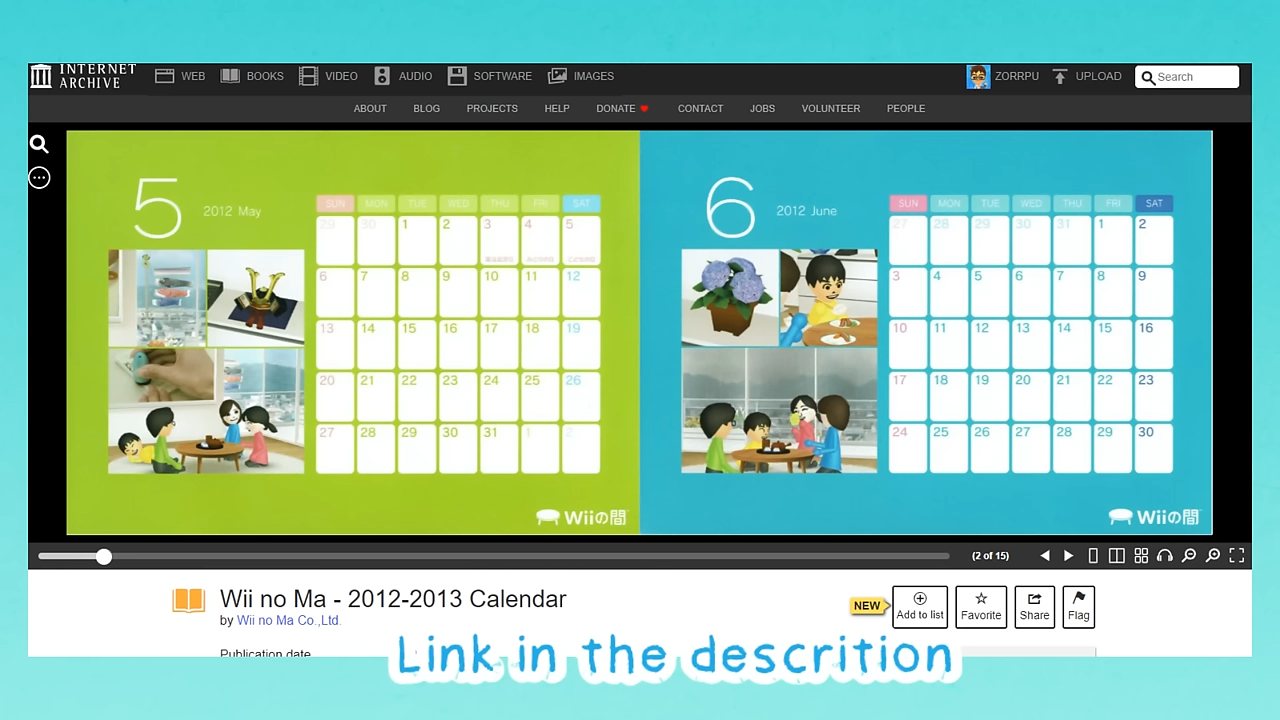 INTERNET ARCHIVE
WEB BOOKS VIDEO AUDIO SOFTWARE IMAGES ZORRPU UPLOAD Search
ABOUT BLOG PROJECTS HELP DONATE CONTACT JOBS VOLUNTEER PEOPLE
5 2012 May
SUN MON TUE WED THU FRI SAT
29 30 1 2 3 4 5
6 7 8 9 10 11 12
13 14 15 16 17 18 19
20 21 22 23 24 25 26
27 28 29 30 31 1 2
Wiiの間
6 2012 June
SUN MON TUE WED THU FRI SAT
27 28 29 30 31 1 2
3 4 5 6 7 8 9
10 11 12 13 14 15 16
17 18 19 20 21 22 23
24 25 26 27 28 29 30
Wiiの間
(2 of 15)
Wii no Ma - 2012-2013 Calendar
by Wii no Ma Co.,Ltd.
NEW Add to list Favorite Share Flag
Publication date
Link in the descrition